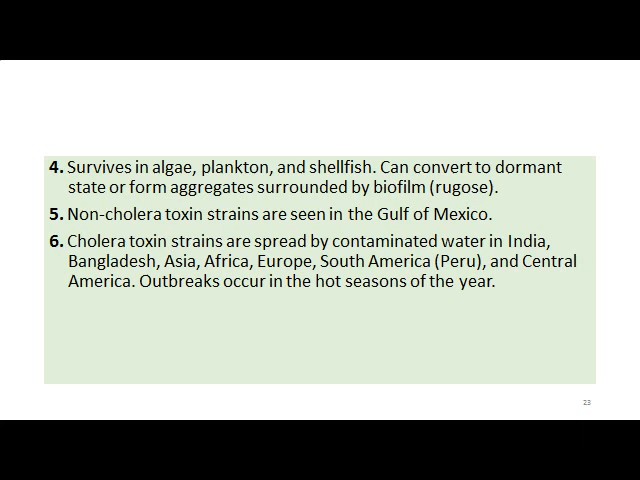 4. Survives in algae, plankton, and shellfish. Can convert to dormant
state or form aggregates surrounded by biofilm (rugose).
5. Non-cholera toxin strains are seen in the Gulf of Mexico.
6. Cholera toxin strains are spread by contaminated water in India,
Bangladesh, Asia, Africa, Europe, South America (Peru), and Central
America. Outbreaks occur in the hot seasons of the year.
23